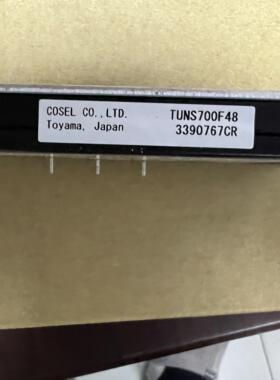 COSEL CO.,LTD. TUNS700F48
Toyama, Japan 3390767CR